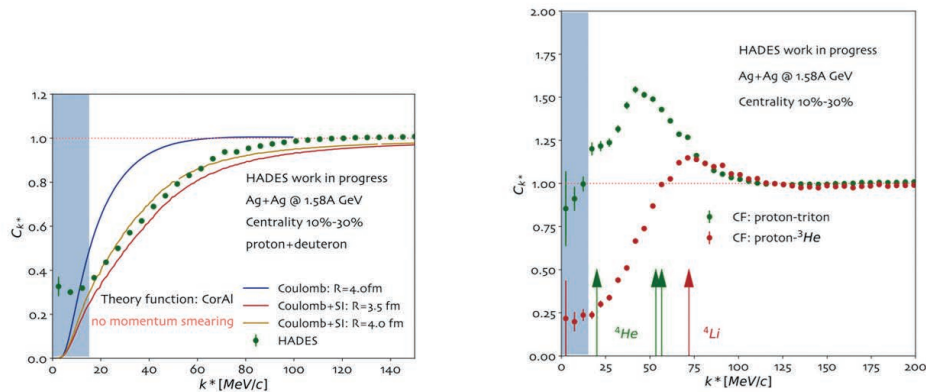 1.2
1.0
0.8
0.6
0.4
0.2
0.0
C_k*
HADES work in progress
Ag+Ag @ 1.58A GeV
Centrality 10%-30%
proton+deuteron
Theory function: CorAl
no momentum smearing
Coulomb: R=4.0fm
Coulomb+SI: R=3.5 fm
Coulomb+SI: R=4.0 fm
HADES
0 20 40 60 80 100 120 140
k* [MeV/c]
2.00
1.75
1.50
1.25
1.00
0.75
0.50
0.25
0.00
C_k*
HADES work in progress
Ag+Ag @ 1.58A GeV
Centrality 10%-30%
CF: proton-triton
CF: proton-³He
⁴He
⁴Li
0 25 50 75 100 125 150 175 200
k* [MeV/c]